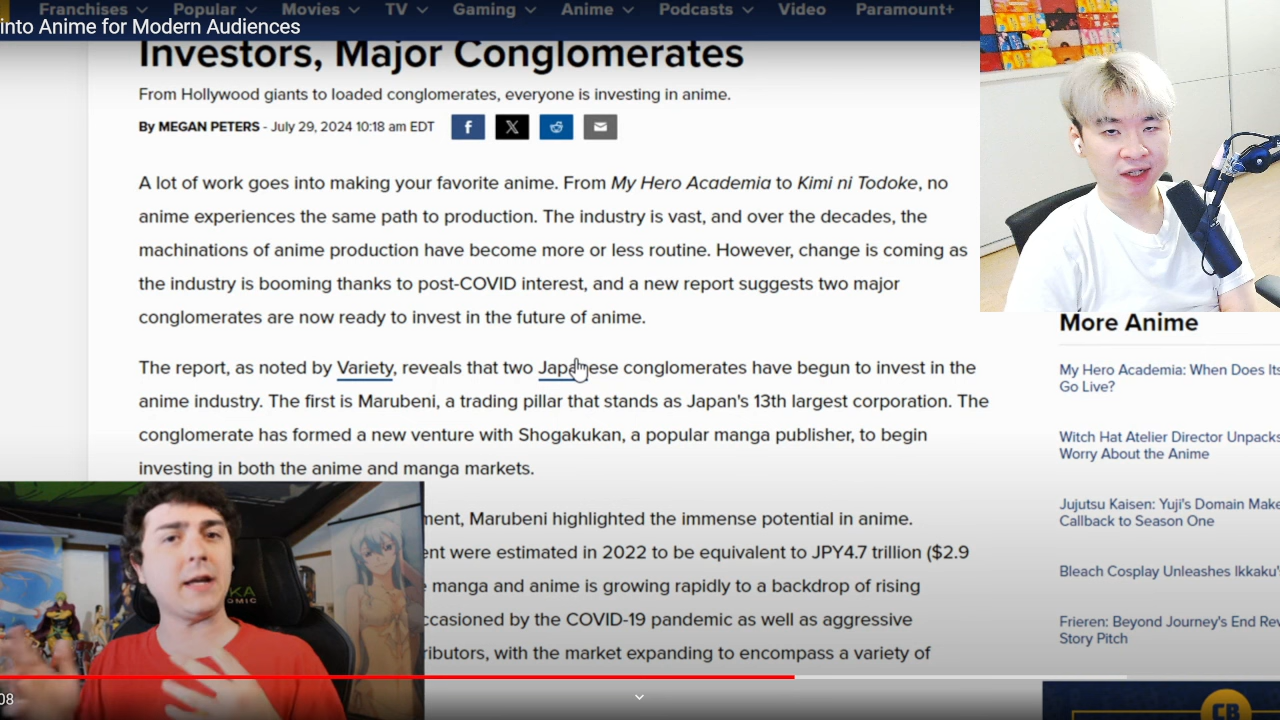 Franchises Popular Movies TV Gaming Anime Podcasts Video Paramount+
into Anime for Modern Audiences
Investors, Major Conglomerates
From Hollywood giants to loaded conglomerates, everyone is investing in anime.
By MEGAN PETERS - July 29, 2024 10:18 am EDT
A lot of work goes into making your favorite anime. From My Hero Academia to Kimi ni Todoke, no
anime experiences the same path to production. The industry is vast, and over the decades, the
machinations of anime production have become more or less routine. However, change is coming as
the industry is booming thanks to post-COVID interest, and a new report suggests two major
conglomerates are now ready to invest in the future of anime.
The report, as noted by Variety, reveals that two Japanese conglomerates have begun to invest in the
anime industry. The first is Marubeni, a trading pillar that stands as Japan's 13th largest corporation. The
conglomerate has formed a new venture with Shogakukan, a popular manga publisher, to begin
investing in both the anime and manga markets.
ment, Marubeni highlighted the immense potential in anime.
ent were estimated in 2022 to be equivalent to JPY4.7 trillion ($2.9
manga and anime is growing rapidly to a backdrop of rising
ccasioned by the COVID-19 pandemic as well as aggressive
ributors, with the market expanding to encompass a variety of
More Anime
My Hero Academia: When Does Its
Go Live?
Witch Hat Atelier Director Unpacks
Worry About the Anime
Jujutsu Kaisen: Yuji's Domain Make
Callback to Season One
Bleach Cosplay Unleashes Ikkaku'
Frieren: Beyond Journey's End Rev
Story Pitch
08
CB